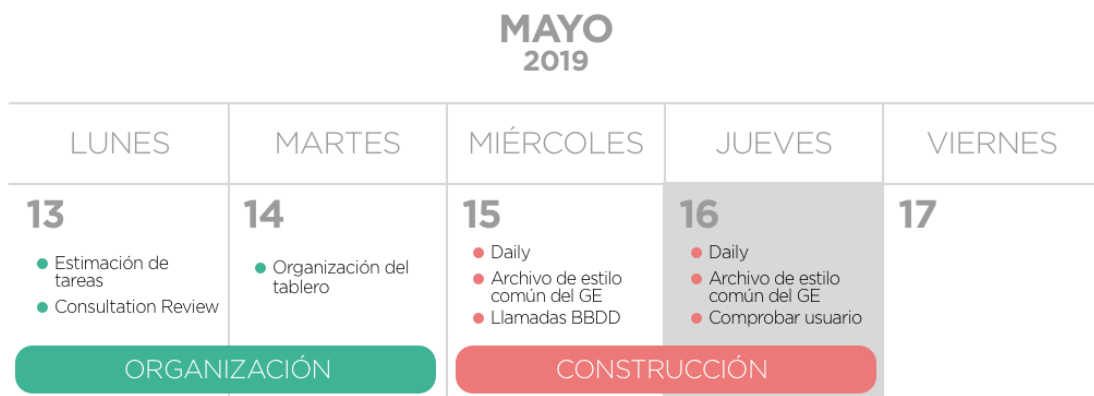 MAYO
2019
LUNES
MARTES
MIÉRCOLES
JUEVES
VIERNES
13
Estimación de
tareas
Consultation Review
14
Organización del
tablero
15
Daily
Archivo de estilo
común del GE
Llamadas BBDD
16
Daily
Archivo de estilo
común del GE
Comprobar usuario
17
ORGANIZACIÓN
CONSTRUCCIÓN